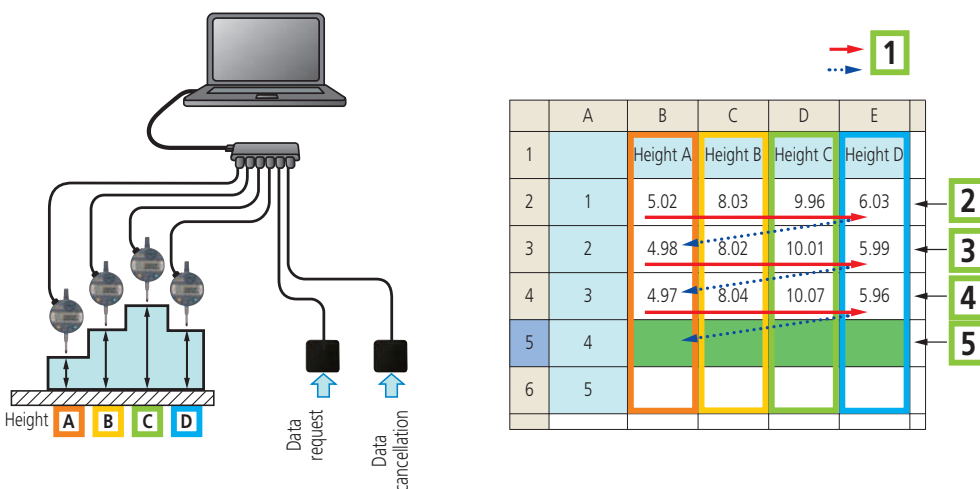 Height A B C D
Data
request
Data
cancellation
1
A B C D E
1 Height A Height B Height C Height D
2 1 5.02 8.03 9.96 6.03 2
3 2 4.98 8.02 10.01 5.99 3
4 3 4.97 8.04 10.07 5.96 4
5 4 5
6 5